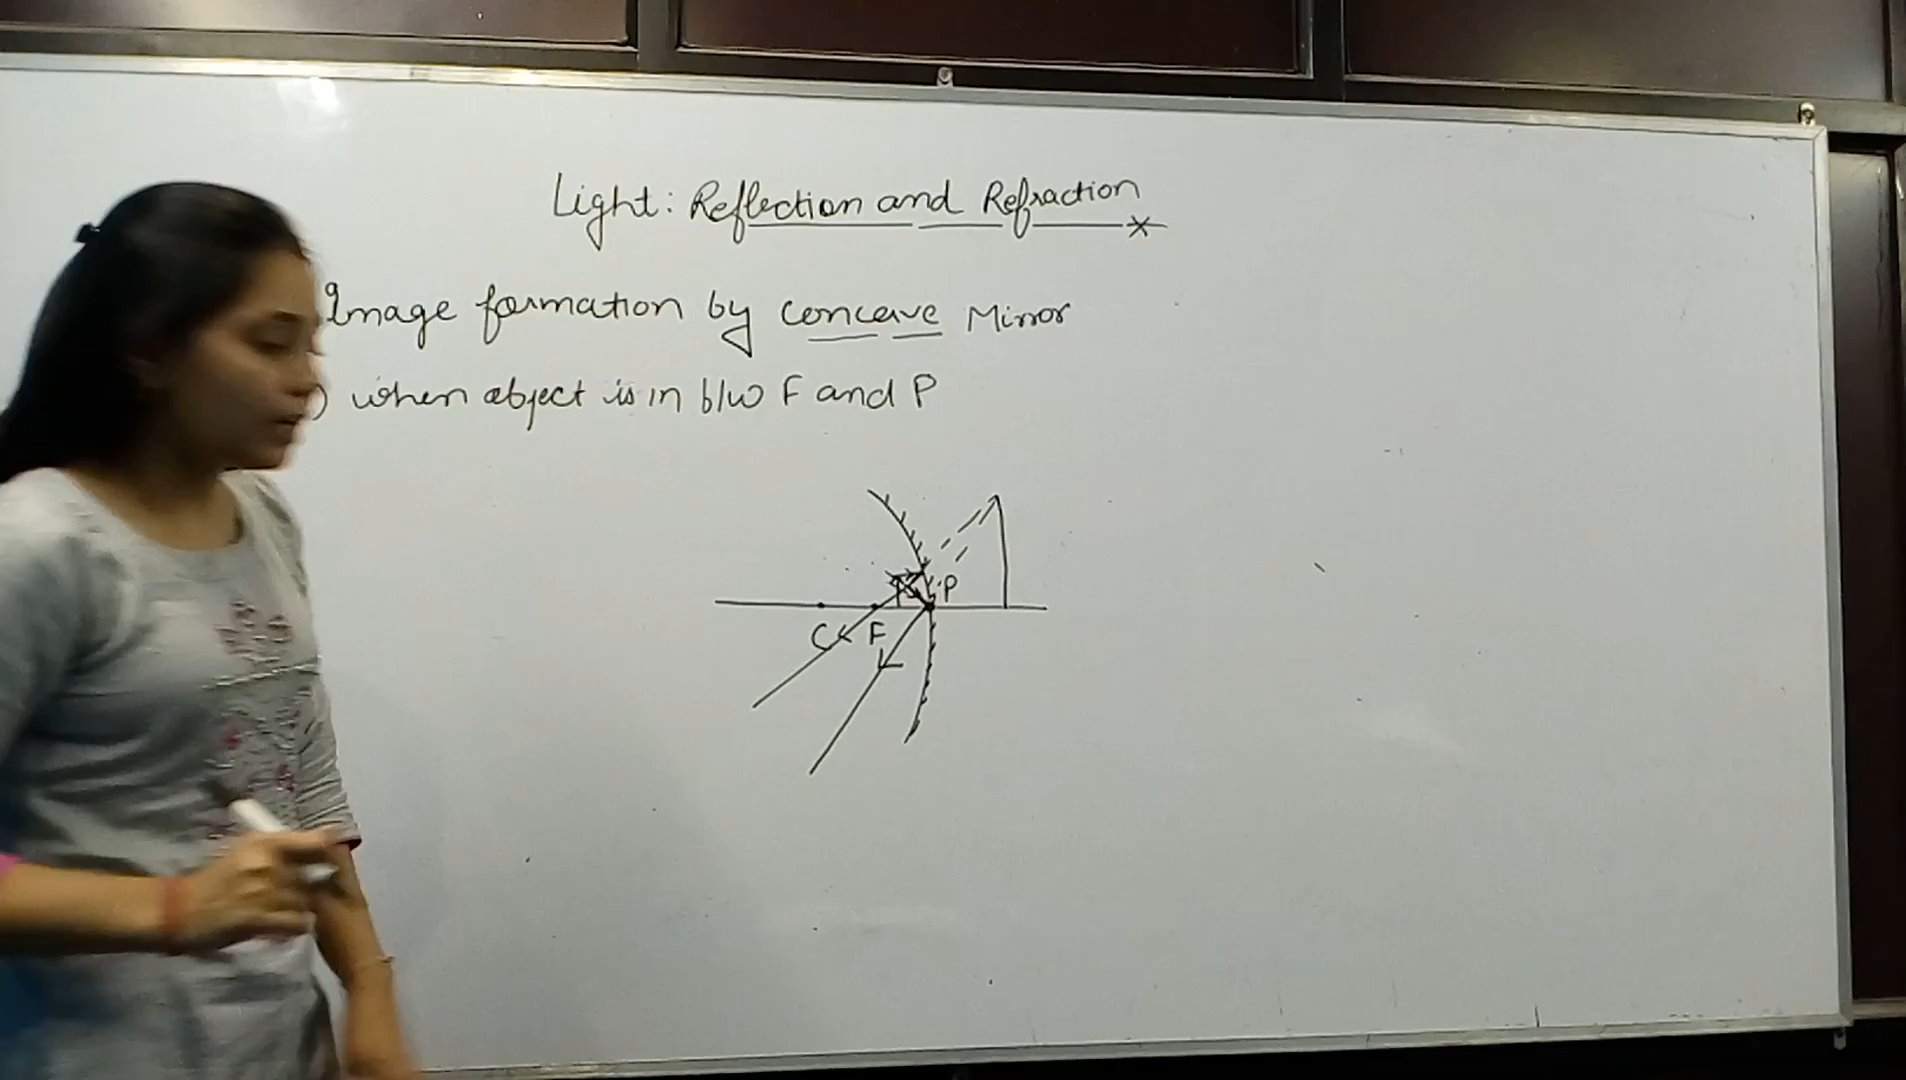 Light: Reflection and Refraction
Image formation by concave Mirror
) when object is in b/w F and P
P
C F